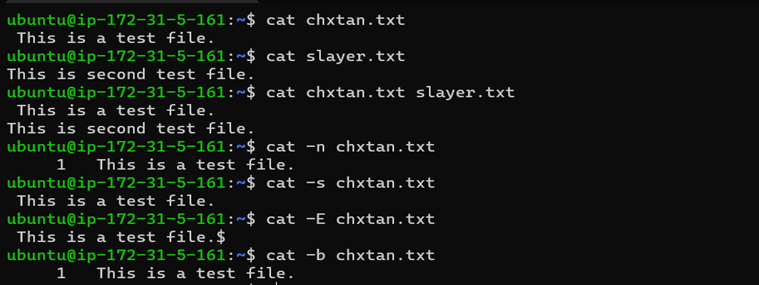 ubuntu@ip-172-31-5-161:~$ cat chxtan.txt
 This is a test file.
ubuntu@ip-172-31-5-161:~$ cat slayer.txt
This is second test file.
ubuntu@ip-172-31-5-161:~$ cat chxtan.txt slayer.txt
 This is a test file.
This is second test file.
ubuntu@ip-172-31-5-161:~$ cat -n chxtan.txt
     1   This is a test file.
ubuntu@ip-172-31-5-161:~$ cat -s chxtan.txt
 This is a test file.
ubuntu@ip-172-31-5-161:~$ cat -E chxtan.txt
 This is a test file.$
ubuntu@ip-172-31-5-161:~$ cat -b chxtan.txt
     1   This is a test file.